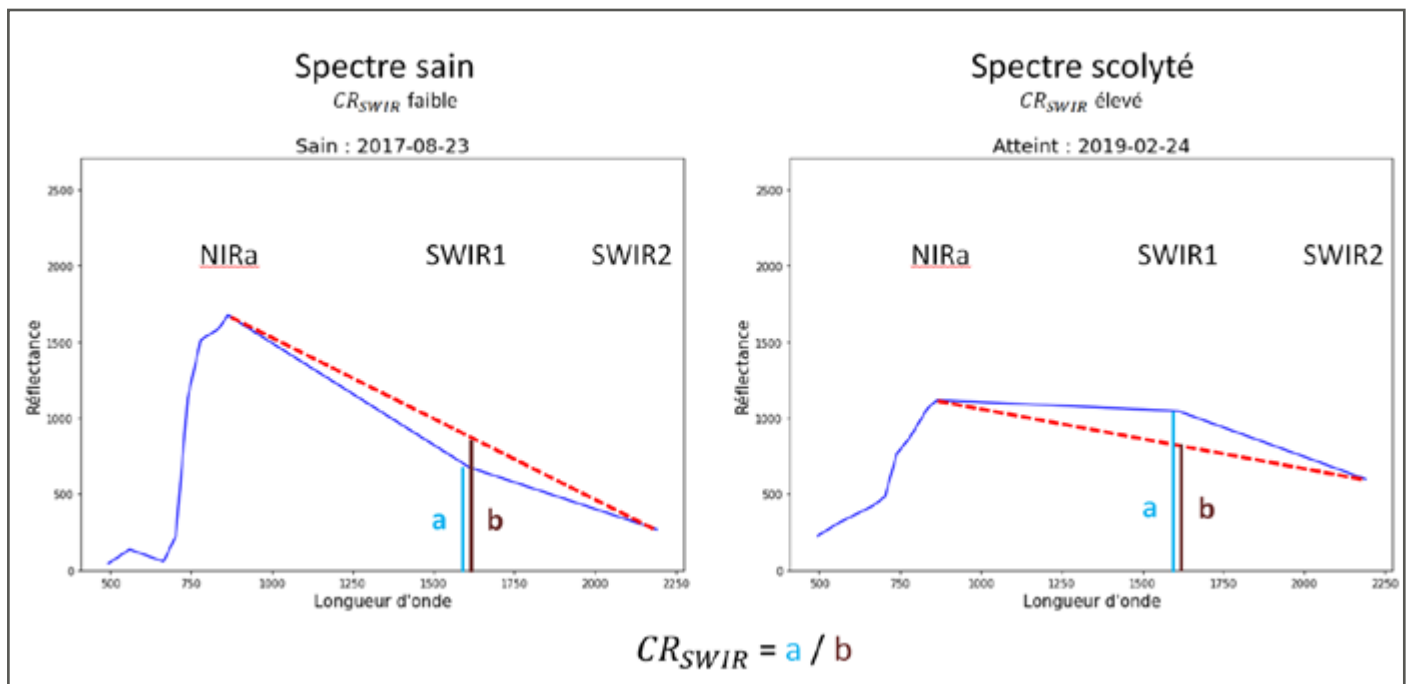 Spectre sain
CR_SWIR faible
Sain : 2017-08-23
2500
2000
1500
1000
500
0
Réflectance
NIRa
SWIR1
SWIR2
a
b
500
750
1000
1250
1500
1750
2000
2250
Longueur d'onde
Spectre scolyté
CR_SWIR élevé
Atteint : 2019-02-24
2500
2000
1500
1000
500
0
Réflectance
NIRa
SWIR1
SWIR2
a
b
500
750
1000
1250
1500
1750
2000
2250
Longueur d'onde
CR_SWIR = a / b